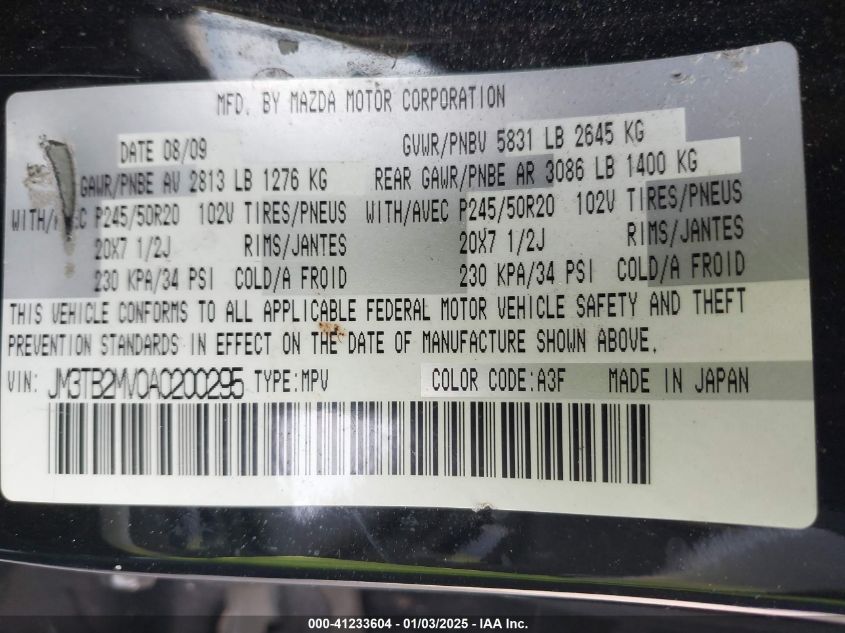 MFD. BY MAZDA MOTOR CORPORATION
DATE 08/09 GVWR/PNBV 5831 LB 2645 KG
GAWR/PNBE AV 2813 LB 1276 KG REAR GAWR/PNBE AR 3086 LB 1400 KG
WITH/AVEC P245/50R20 102V TIRES/PNEUS WITH/AVEC P245/50R20 102V TIRES/PNEUS
20X7 1/2J RIMS/JANTES 20X7 1/2J RIMS/JANTES
230 KPA/34 PSI COLD/A FROID 230 KPA/34 PSI COLD/A FROID
THIS VEHICLE CONFORMS TO ALL APPLICABLE FEDERAL MOTOR VEHICLE SAFETY AND THEFT
PREVENTION STANDARDS IN EFFECT ON THE DATE OF MANUFACTURE SHOWN ABOVE.
VIN: JM3TB2MV0A0200295 TYPE:MPV COLOR CODE:A3F MADE IN JAPAN
000-41233604 — 01/03/2025 — IAA Inc.